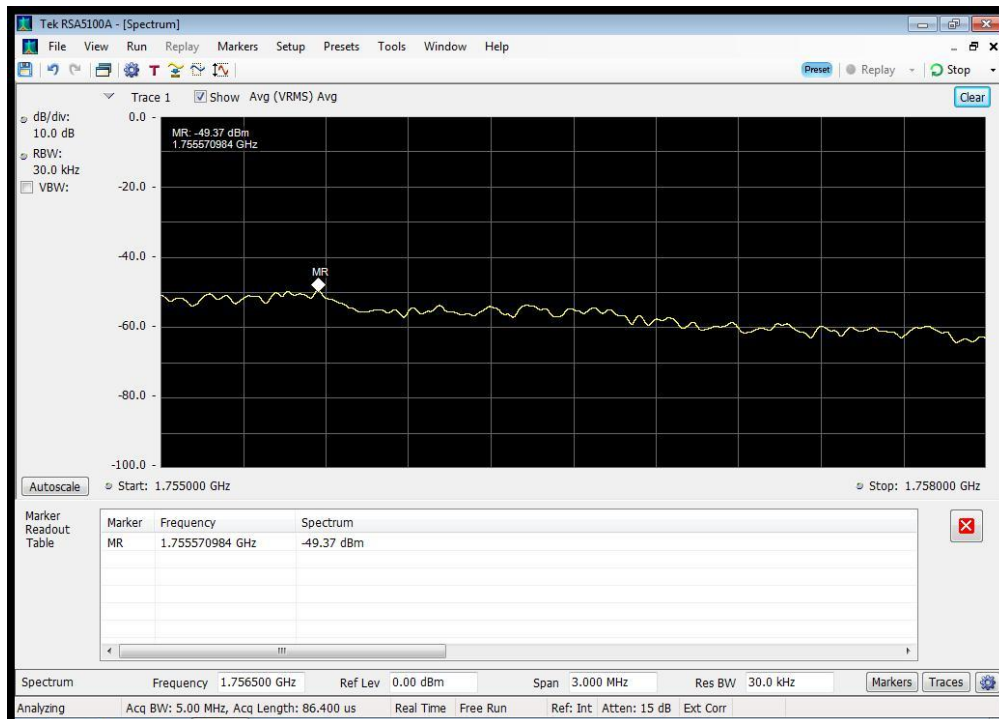 Tek RSA5100A - [Spectrum]
File View Run Replay Markers Setup Presets Tools Window Help
Preset Replay Stop
Trace 1 Show Avg (VRMS) Avg Clear
dB/div:
10.0 dB
RBW:
30.0 kHz
VBW:
0.0
-20.0
-40.0
-60.0
-80.0
-100.0
MR: -49.37 dBm
1.755570984 GHz
MR
Autoscale Start: 1.755000 GHz Stop: 1.758000 GHz
Marker
Readout
Table
Marker Frequency Spectrum
MR 1.755570984 GHz -49.37 dBm
Spectrum Frequency 1.756500 GHz Ref Lev 0.00 dBm Span 3.000 MHz Res BW 30.0 kHz Markers Traces
Analyzing Acq BW: 5.00 MHz, Acq Length: 86.400 us Real Time Free Run Ref: Int Atten: 15 dB Ext Corr